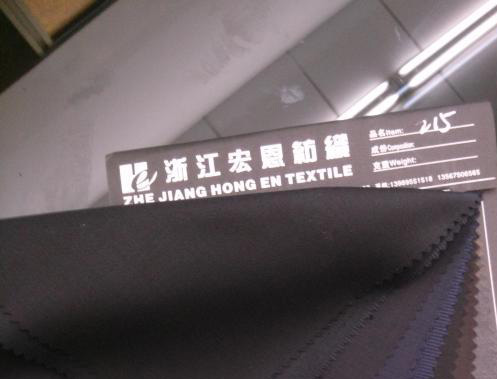 浙江宏恩紡織
ZHE JIANG HONG EN TEXTILE
品名Item: 215
成份Composition:
克重Weight:
13989551510 13567506565